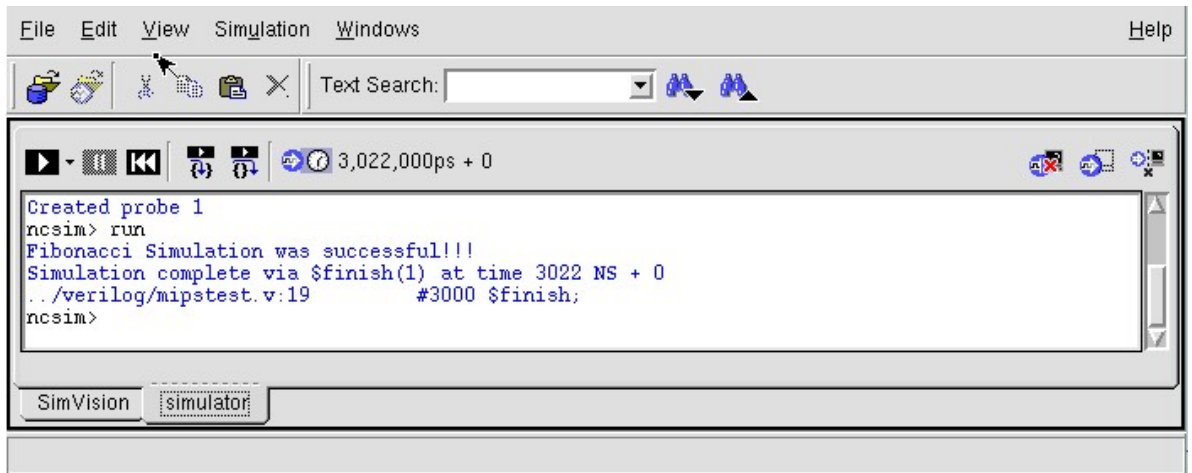 File Edit View Simulation Windows Help
Text Search:
3,022,000ps + 0
Created probe 1
ncsim> run
Fibonacci Simulation was successful!!!
Simulation complete via $finish(1) at time 3022 NS + 0
../verilog/mipstest.v:19 #3000 $finish;
ncsim>
SimVision simulator